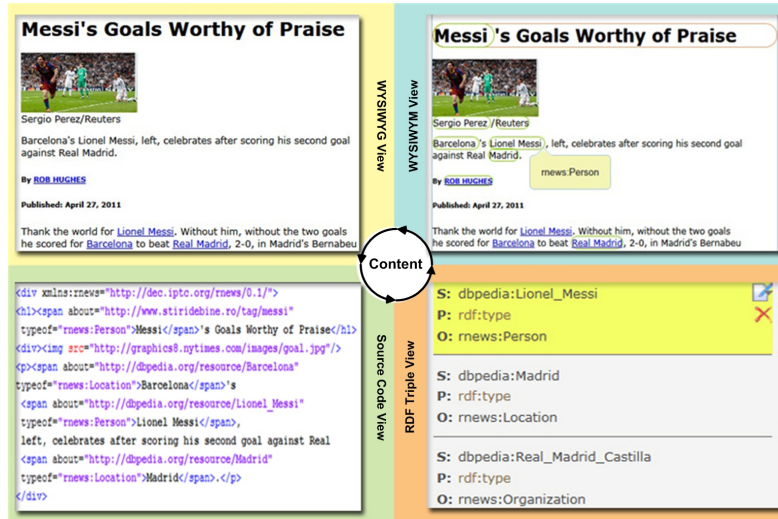 Messi's Goals Worthy of Praise
Sergio Perez/Reuters
Barcelona's Lionel Messi, left, celebrates after scoring his second goal
against Real Madrid.
By ROB HUGHES
Published: April 27, 2011
Thank the world for Lionel Messi. Without him, without the two goals
he scored for Barcelona to beat Real Madrid, 2-0, in Madrid's Bernabeu
WYSIWYG View
WYSIWYM View
Messi 's Goals Worthy of Praise
Sergio Perez /Reuters
Barcelona 's Lionel Messi , left, celebrates after scoring his second goal
against Real Madrid.
rnews:Person
By ROB HUGHES
Published: April 27, 2011
Thank the world for Lionel Messi. Without him, without the two goals
he scored for Barcelona to beat Real Madrid, 2-0, in Madrid's Bernabeu
Content
<div xmlns:rnews="http://dec.iptc.org/rnews/0.1/">
<h1><span about="http://www.stiridebine.ro/tag/messi"
typeof="rnews:Person">Messi</span>'s Goals Worthy of Praise</h1>
<div><img src="http://graphics8.nytimes.com/images/goal.jpg"/>
<p><span about="http://dbpedia.org/resource/Barcelona"
typeof="rnews:Location">Barcelona</span>'s
<span about="http://dbpedia.org/resource/Lionel_Messi"
typeof="rnews:Person">Lionel Messi</span>,
left, celebrates after scoring his second goal against Real
<span about="http://dbpedia.org/resource/Madrid"
typeof="rnews:Location">Madrid</span>.</p>
</div>
Source Code View
RDF Triple View
S: dbpedia:Lionel_Messi
P: rdf:type
O: rnews:Person
S: dbpedia:Madrid
P: rdf:type
O: rnews:Location
S: dbpedia:Real_Madrid_Castilla
P: rdf:type
O: rnews:Organization